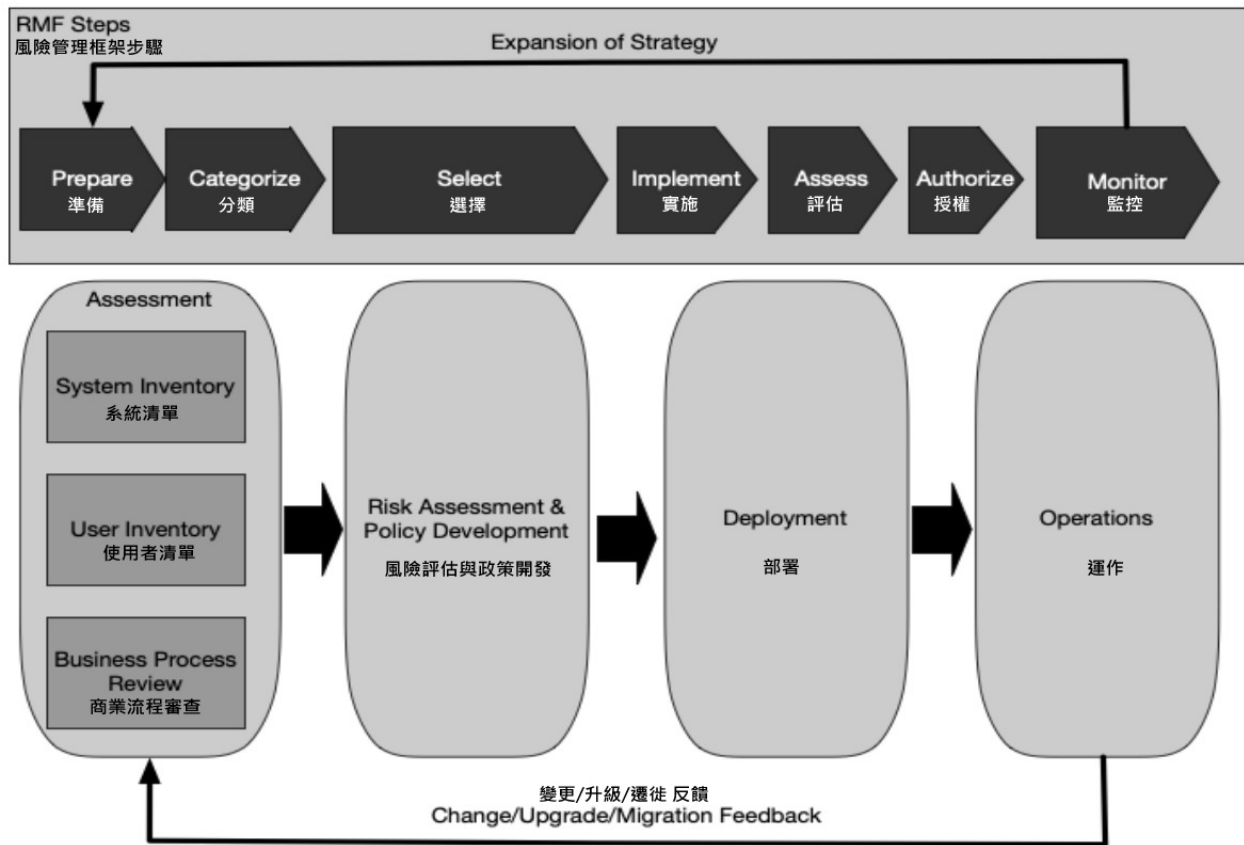 RMF Steps
風險管理框架步驟
Expansion of Strategy
Prepare
準備
Categorize
分類
Select
選擇
Implement
實施
Assess
評估
Authorize
授權
Monitor
監控
Assessment
System Inventory
系統清單
User Inventory
使用者清單
Business Process
Review
商業流程審查
Risk Assessment &
Policy Development
風險評估與政策開發
Deployment
部署
Operations
運作
變更/升級/遷徙 反饋
Change/Upgrade/Migration Feedback